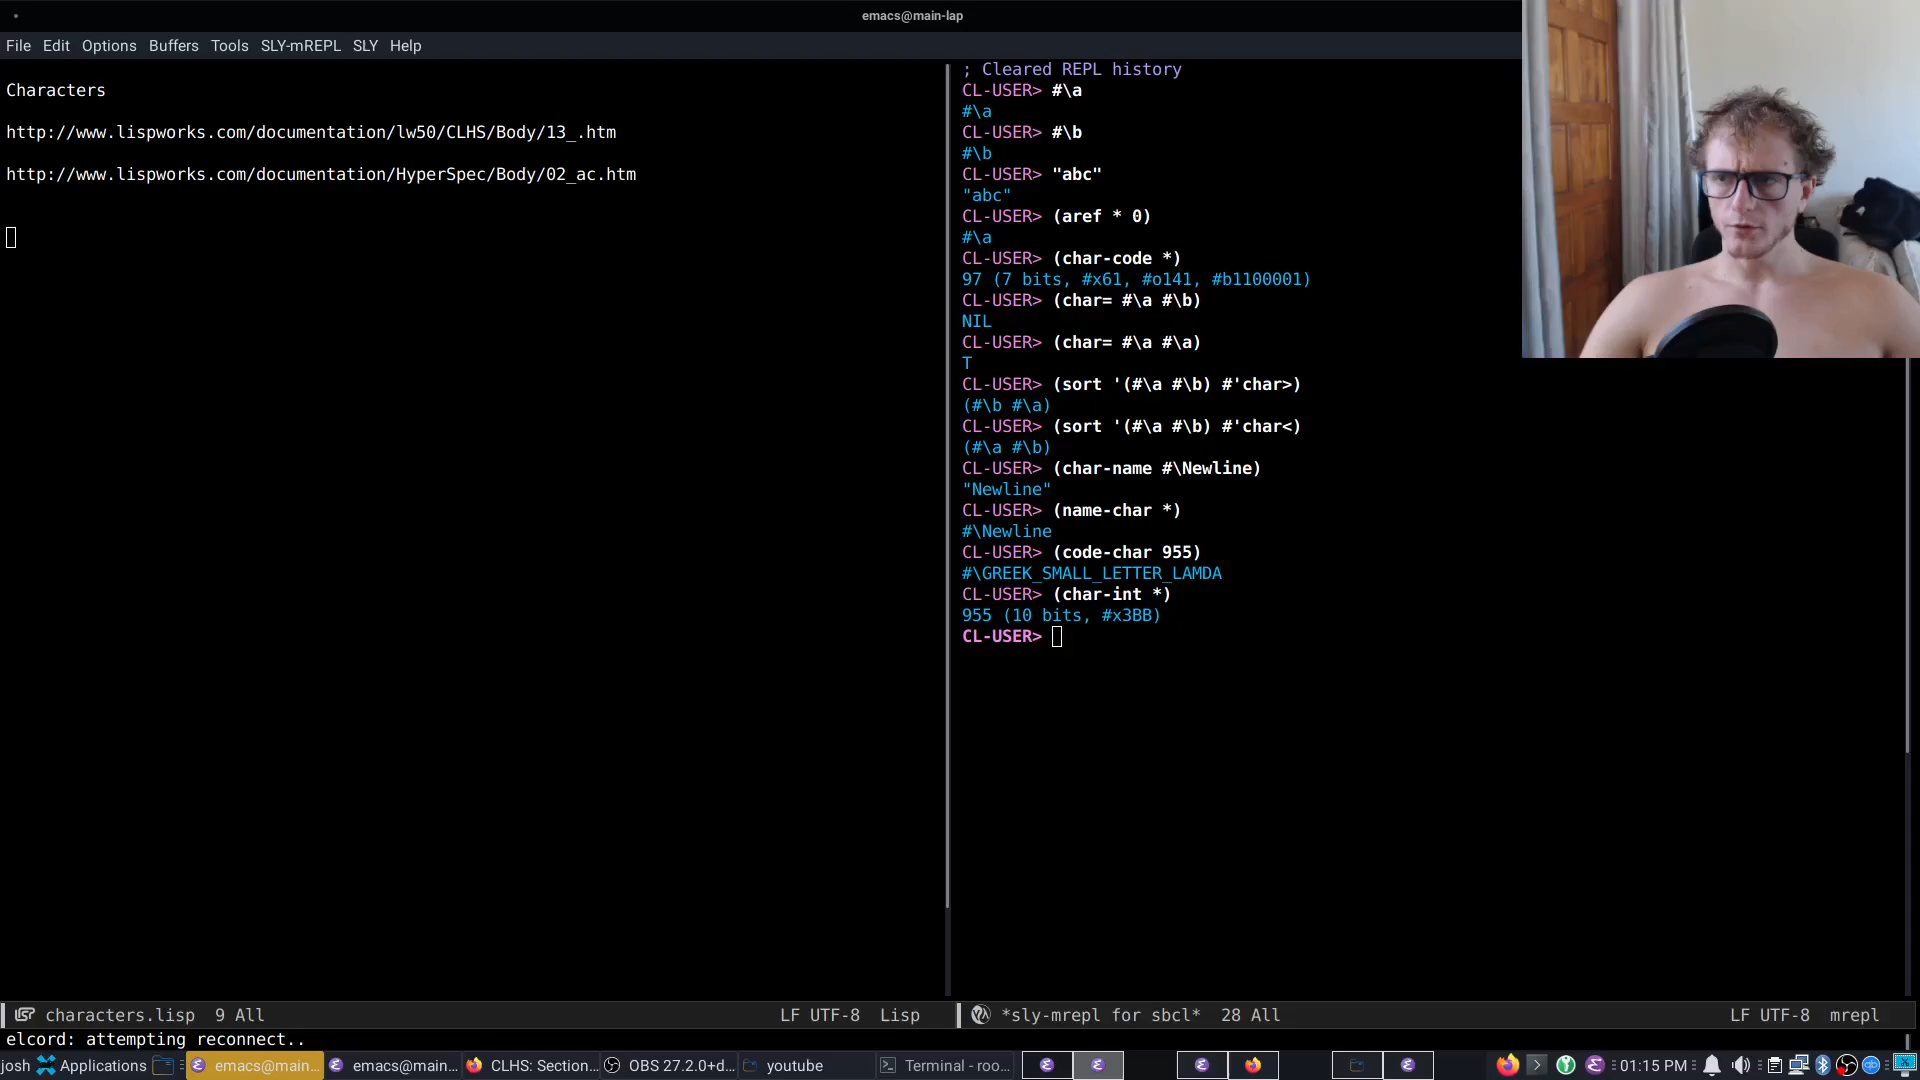 emacs@main-lap
File Edit Options Buffers Tools SLY-mREPL SLY Help
Characters
http://www.lispworks.com/documentation/lw50/CLHS/Body/13_.htm
http://www.lispworks.com/documentation/HyperSpec/Body/02_ac.htm
; Cleared REPL history
CL-USER> #\a
#\a
CL-USER> #\b
#\b
CL-USER> "abc"
"abc"
CL-USER> (aref * 0)
#\a
CL-USER> (char-code *)
97 (7 bits, #x61, #o141, #b1100001)
CL-USER> (char= #\a #\b)
NIL
CL-USER> (char= #\a #\a)
T
CL-USER> (sort '(#\a #\b) #'char>)
(#\b #\a)
CL-USER> (sort '(#\a #\b) #'char<)
(#\a #\b)
CL-USER> (char-name #\Newline)
"Newline"
CL-USER> (name-char *)
#\Newline
CL-USER> (code-char 955)
#\GREEK_SMALL_LETTER_LAMDA
CL-USER> (char-int *)
955 (10 bits, #x3BB)
CL-USER>
characters.lisp 9 All LF UTF-8 Lisp
*sly-mrepl for sbcl* 28 All LF UTF-8 mrepl
elcord: attempting reconnect..
josh Applications emacs@main... emacs@main... CLHS: Section... OBS 27.2.0+d... youtube Terminal - roo... 01:15 PM